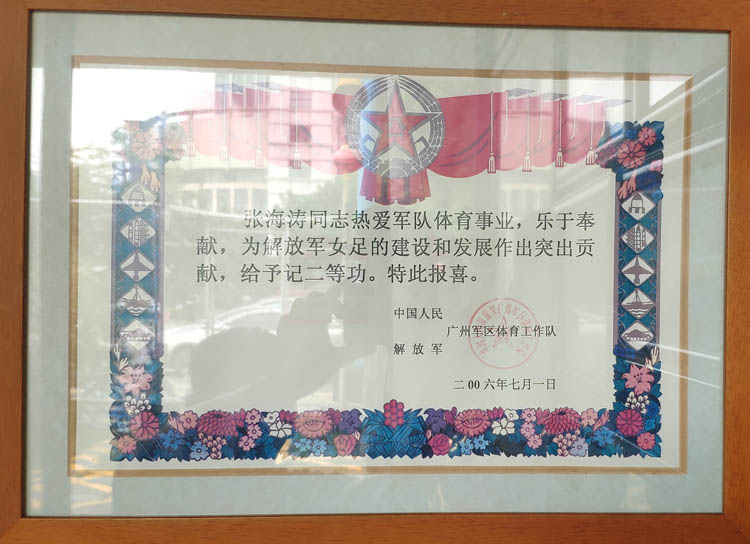 张海涛同志热爱军队体育事业，乐于奉
献，为解放军女足的建设和发展作出突出贡
献，给予记二等功。特此报喜。
中国人民
广州军区体育工作队
解放军
二00六年七月一日